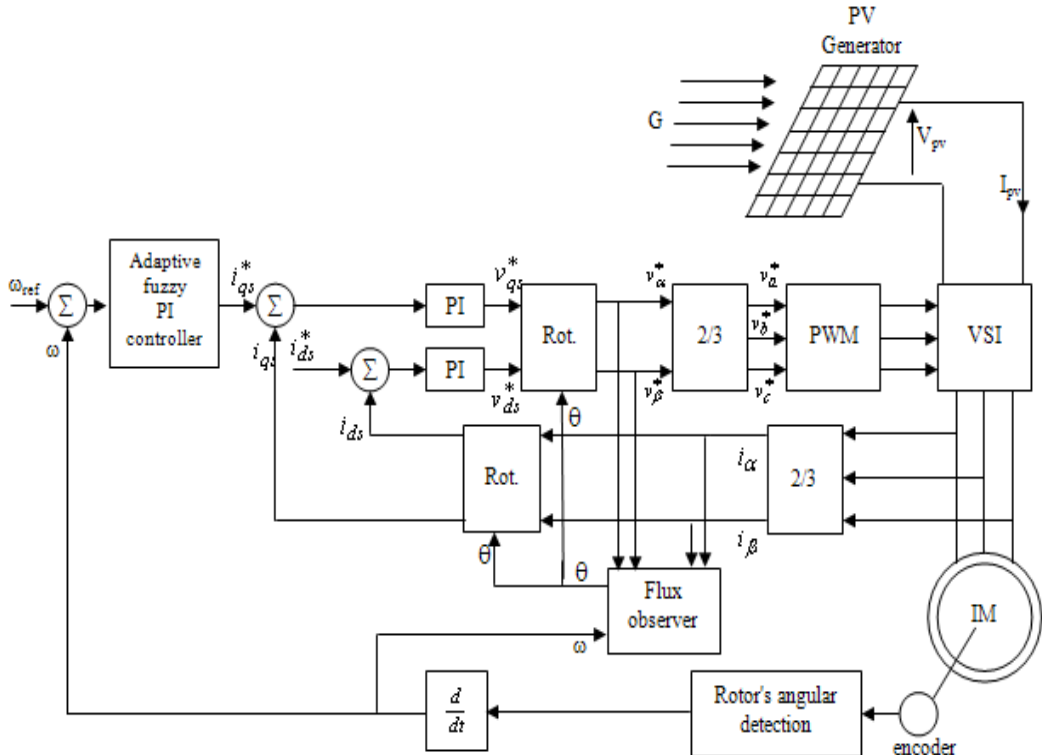 PV
Generator
G
V_pv
I_pv
Adaptive
fuzzy
PI
controller
ω_ref
Σ
ω
i*_qs
Σ
i_qs
i*_ds
Σ
i_ds
PI
PI
v*_qs
v*_ds
Rot.
θ
v*_α
v*_β
2/3
v*_a
v*_b
v*_c
PWM
VSI
Rot.
θ
θ
i_α
i_β
2/3
Flux
observer
ω
IM
d
dt
Rotor's angular
detection
encoder